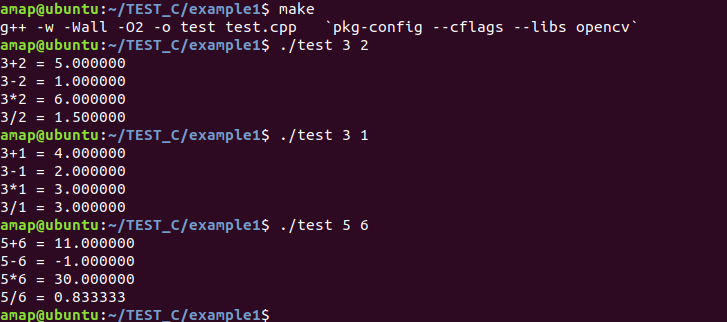 amap@ubuntu:~/TEST_C/example1$ make
g++ -w -Wall -O2 -o test test.cpp   `pkg-config --cflags --libs opencv`
amap@ubuntu:~/TEST_C/example1$ ./test 3 2
3+2 = 5.000000
3-2 = 1.000000
3*2 = 6.000000
3/2 = 1.500000
amap@ubuntu:~/TEST_C/example1$ ./test 3 1
3+1 = 4.000000
3-1 = 2.000000
3*1 = 3.000000
3/1 = 3.000000
amap@ubuntu:~/TEST_C/example1$ ./test 5 6
5+6 = 11.000000
5-6 = -1.000000
5*6 = 30.000000
5/6 = 0.833333
amap@ubuntu:~/TEST_C/example1$